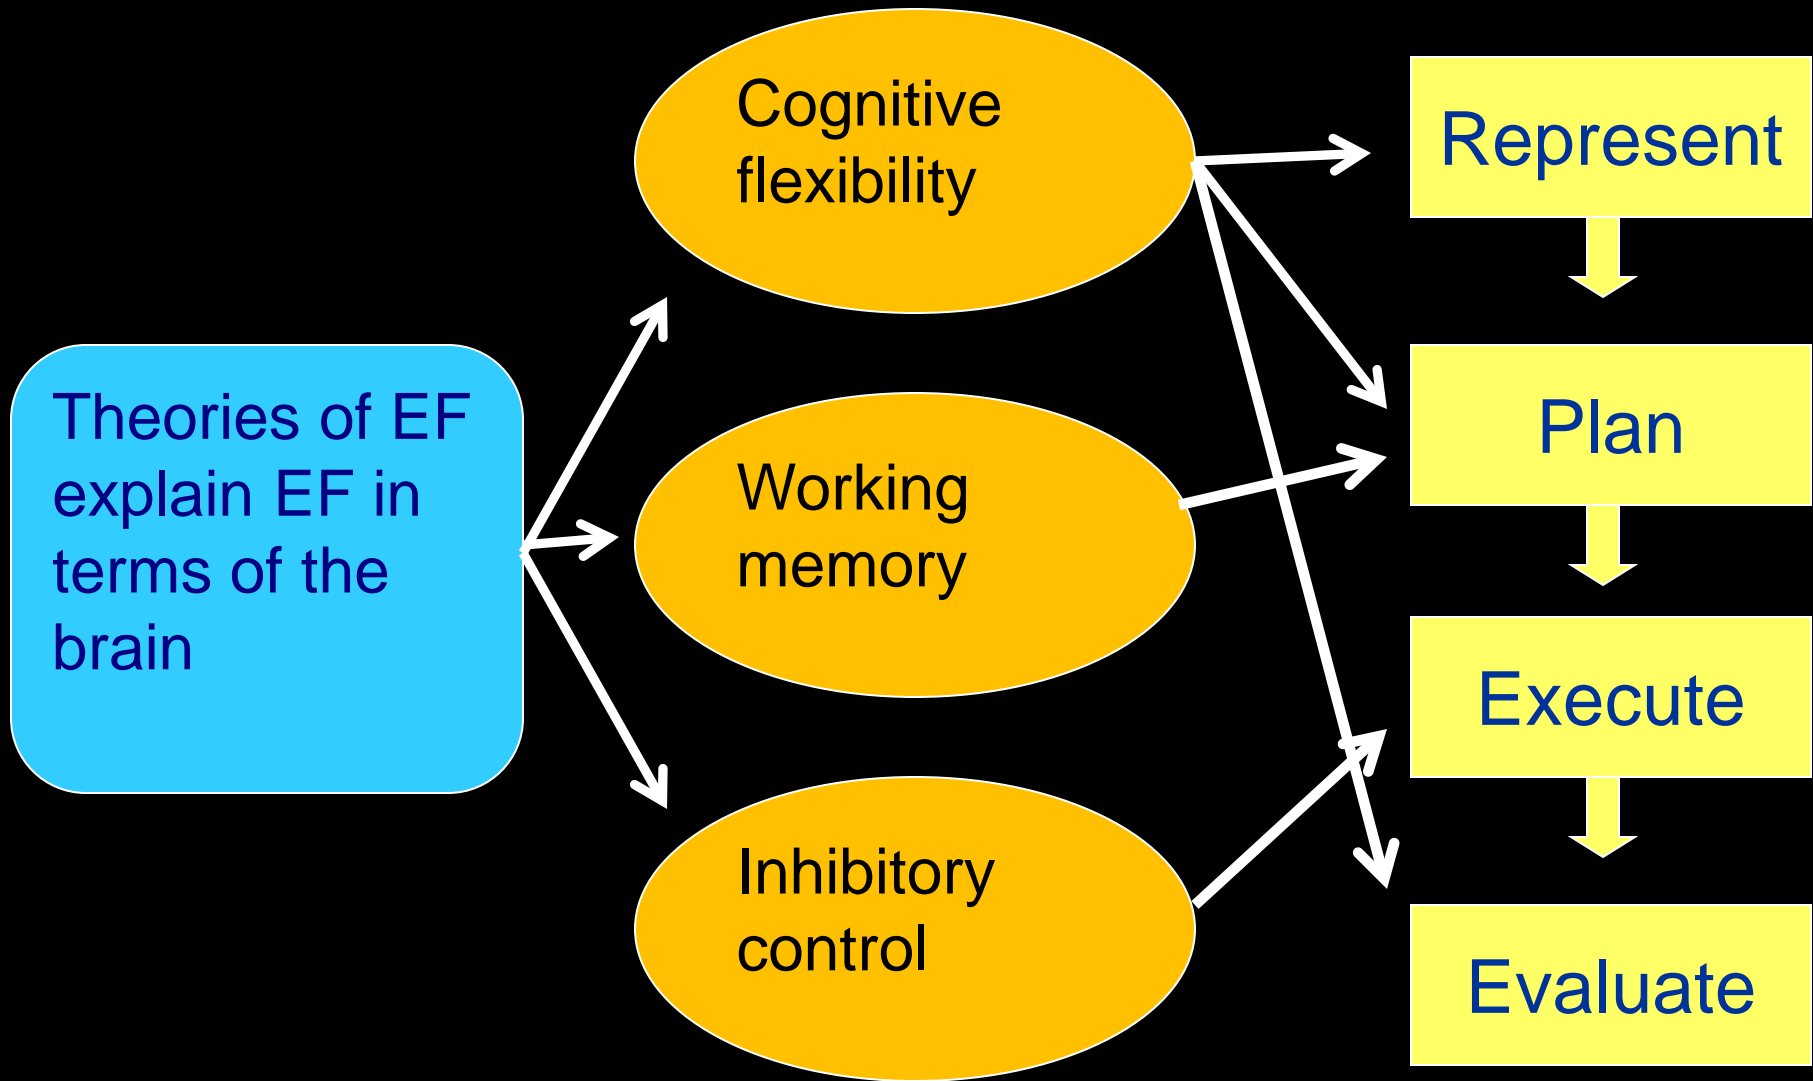 Theories of EF
explain EF in
terms of the
brain
Cognitive
flexibility
Working
memory
Inhibitory
control
Represent
Plan
Execute
Evaluate